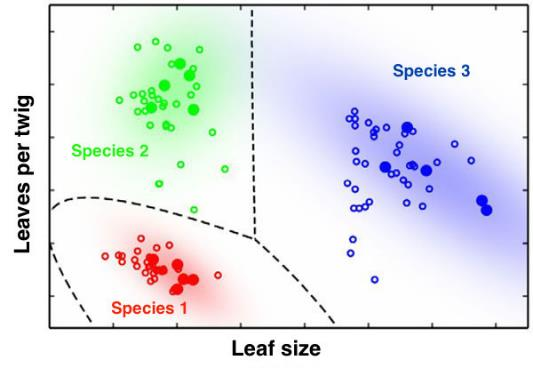 Species 3
Species 2
Species 1
Leaves per twig
Leaf size